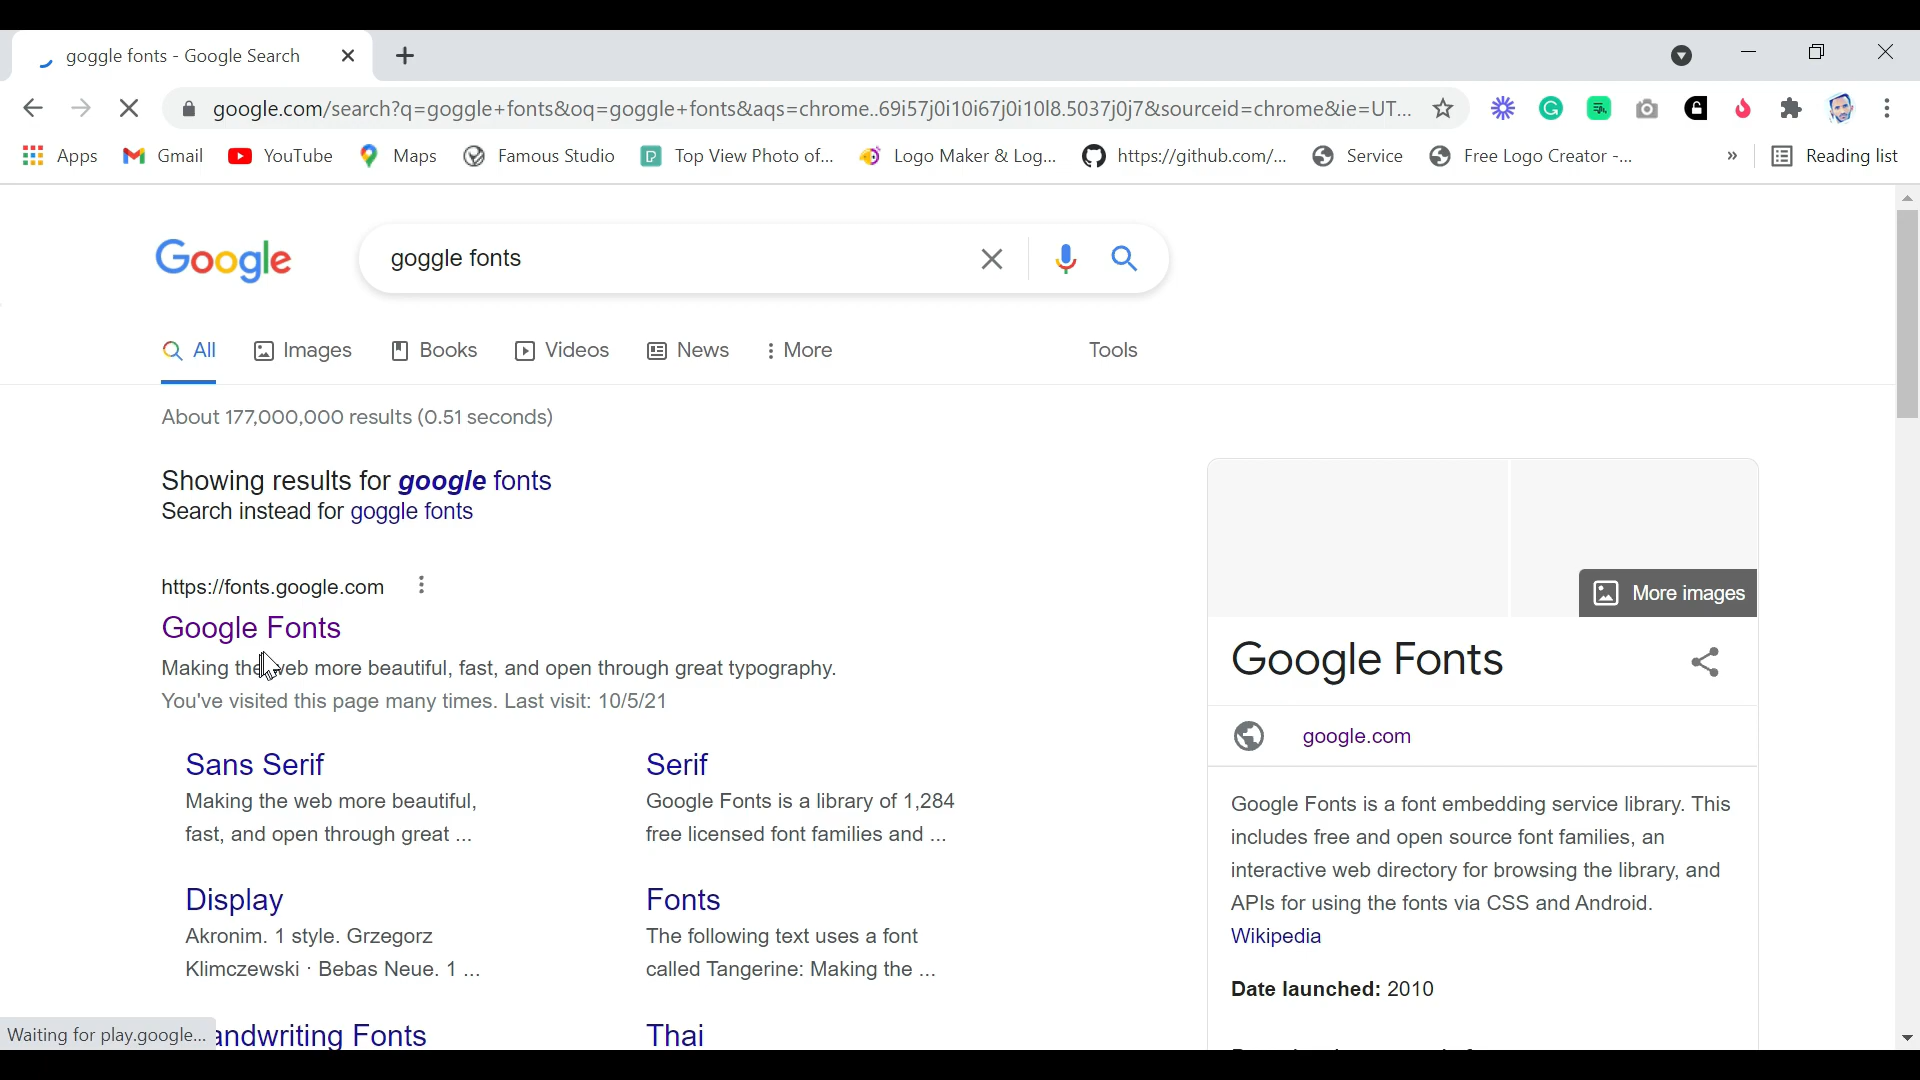 goggle fonts - Google Search
google.com/search?q=goggle+fonts&oq=goggle+fonts&aqs=chrome..69i57j0i10i67j0i10l8.5037j0j7&sourceid=chrome&ie=UT...
Apps Gmail YouTube Maps Famous Studio Top View Photo of... Logo Maker & Log... https://github.com/... Service Free Logo Creator -... » Reading list
Google goggle fonts
All Images Books Videos News More Tools
About 177,000,000 results (0.51 seconds)
Showing results for google fonts
Search instead for goggle fonts
https://fonts.google.com
Google Fonts
Making the web more beautiful, fast, and open through great typography.
You've visited this page many times. Last visit: 10/5/21
Sans Serif
Making the web more beautiful,
fast, and open through great ...
Serif
Google Fonts is a library of 1,284
free licensed font families and ...
Display
Akronim. 1 style. Grzegorz
Klimczewski · Bebas Neue. 1 ...
Fonts
The following text uses a font
called Tangerine: Making the ...
andwriting Fonts
Thai
More images
Google Fonts
google.com
Google Fonts is a font embedding service library. This
includes free and open source font families, an
interactive web directory for browsing the library, and
APIs for using the fonts via CSS and Android.
Wikipedia
Date launched: 2010
Waiting for play.google...